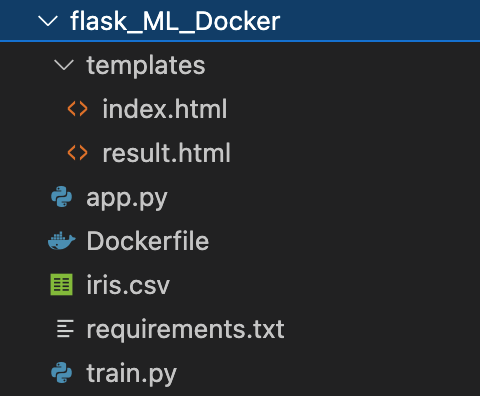 flask_ML_Docker
templates
index.html
result.html
app.py
Dockerfile
iris.csv
requirements.txt
train.py